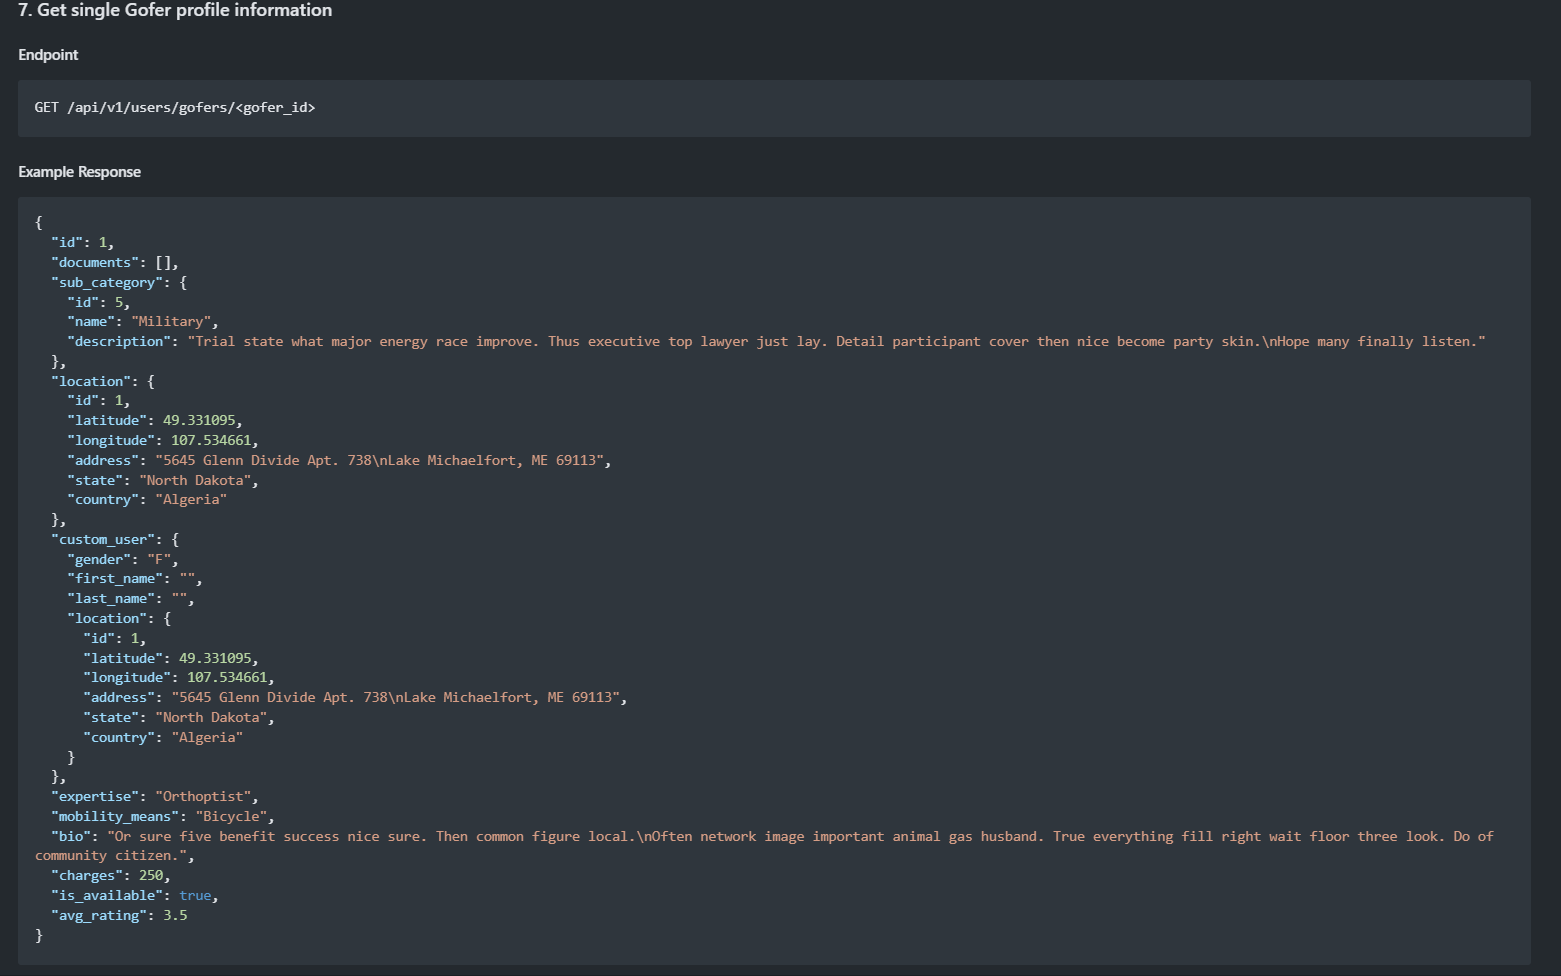 7. Get single Gofer profile information
Endpoint
GET /api/v1/users/gofers/<gofer_id>
Example Response
{
  "id": 1,
  "documents": [],
  "sub_category": {
    "id": 5,
    "name": "Military",
    "description": "Trial state what major energy race improve. Thus executive top lawyer just lay. Detail participant cover then nice become party skin.\nHope many finally listen."
  },
  "location": {
    "id": 1,
    "latitude": 49.331095,
    "longitude": 107.534661,
    "address": "5645 Glenn Divide Apt. 738\nLake Michaelfort, ME 69113",
    "state": "North Dakota",
    "country": "Algeria"
  },
  "custom_user": {
    "gender": "F",
    "first_name": "",
    "last_name": "",
    "location": {
      "id": 1,
      "latitude": 49.331095,
      "longitude": 107.534661,
      "address": "5645 Glenn Divide Apt. 738\nLake Michaelfort, ME 69113",
      "state": "North Dakota",
      "country": "Algeria"
    }
  },
  "expertise": "Orthoptist",
  "mobility_means": "Bicycle",
  "bio": "Or sure five benefit success nice sure. Then common figure local.\nOften network image important animal gas husband. True everything fill right wait floor three look. Do of
community citizen.",
  "charges": 250,
  "is_available": true,
  "avg_rating": 3.5
}